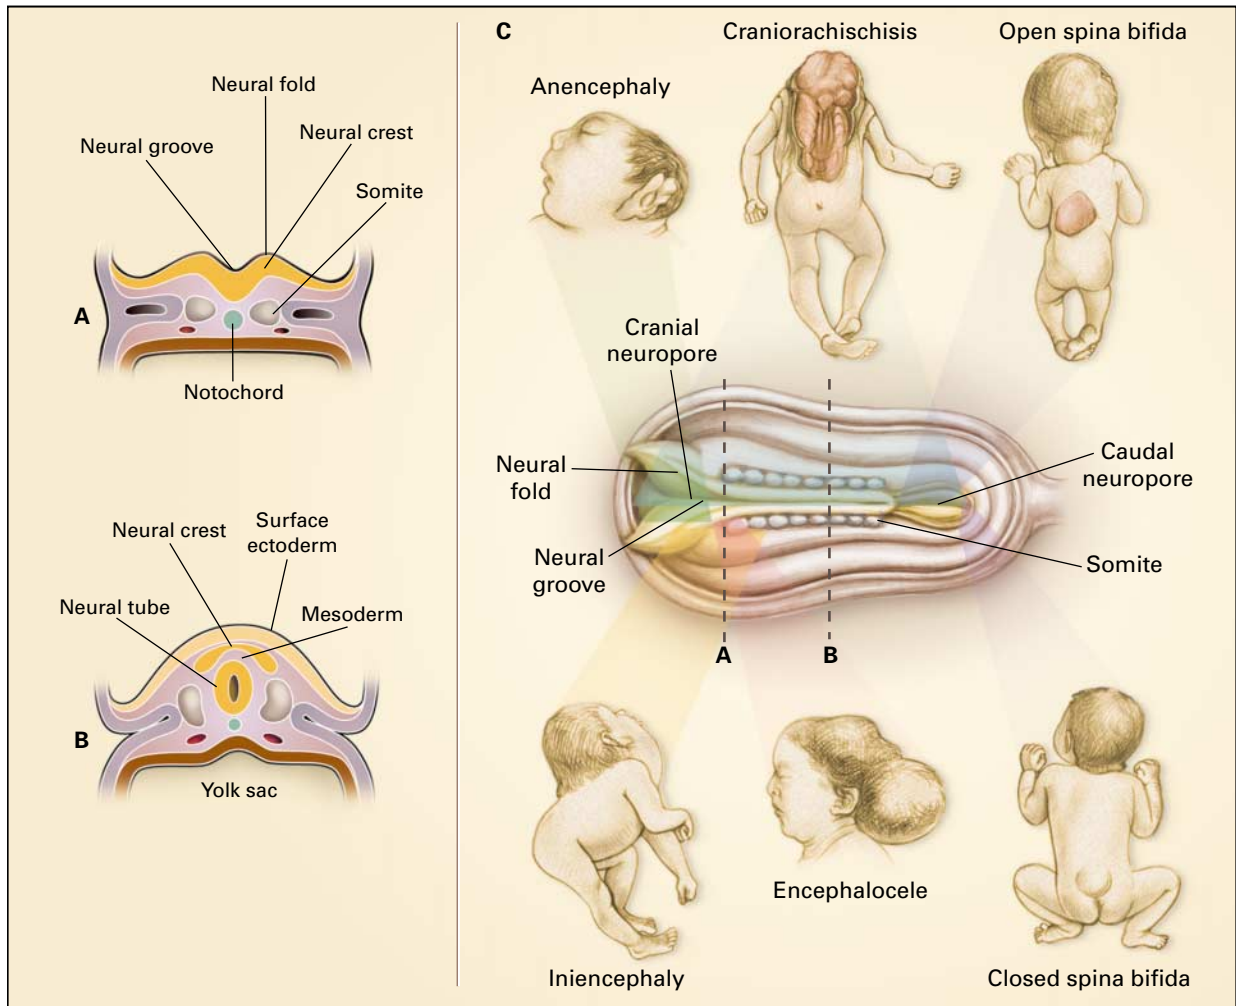 Neural fold
Neural crest
Neural groove
Somite
A
Notochord
Neural crest
Surface
ectoderm
Neural tube
Mesoderm
B
Yolk sac
C
Craniorachischisis
Open spina bifida
Anencephaly
Cranial
neuropore
Neural
fold
Caudal
neuropore
Neural
groove
Somite
A
B
Encephalocele
Iniencephaly
Closed spina bifida